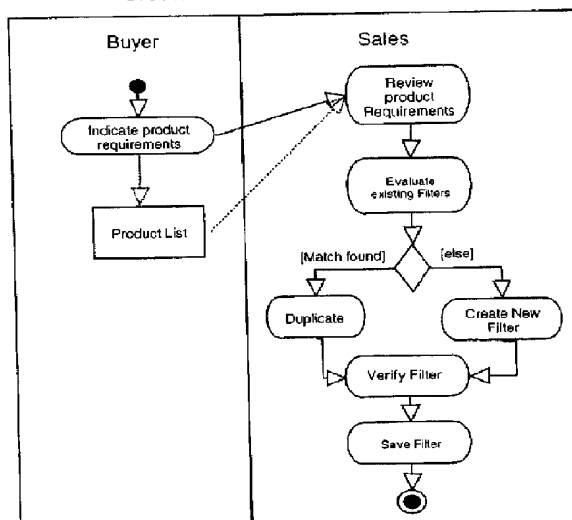 Buyer
Sales
Indicate product
requirements
Product List
Review
product
Requirements
Evaluate
existing Filters
[Match found]
[else]
Duplicate
Create New
Filter
Verify Filter
Save Filter